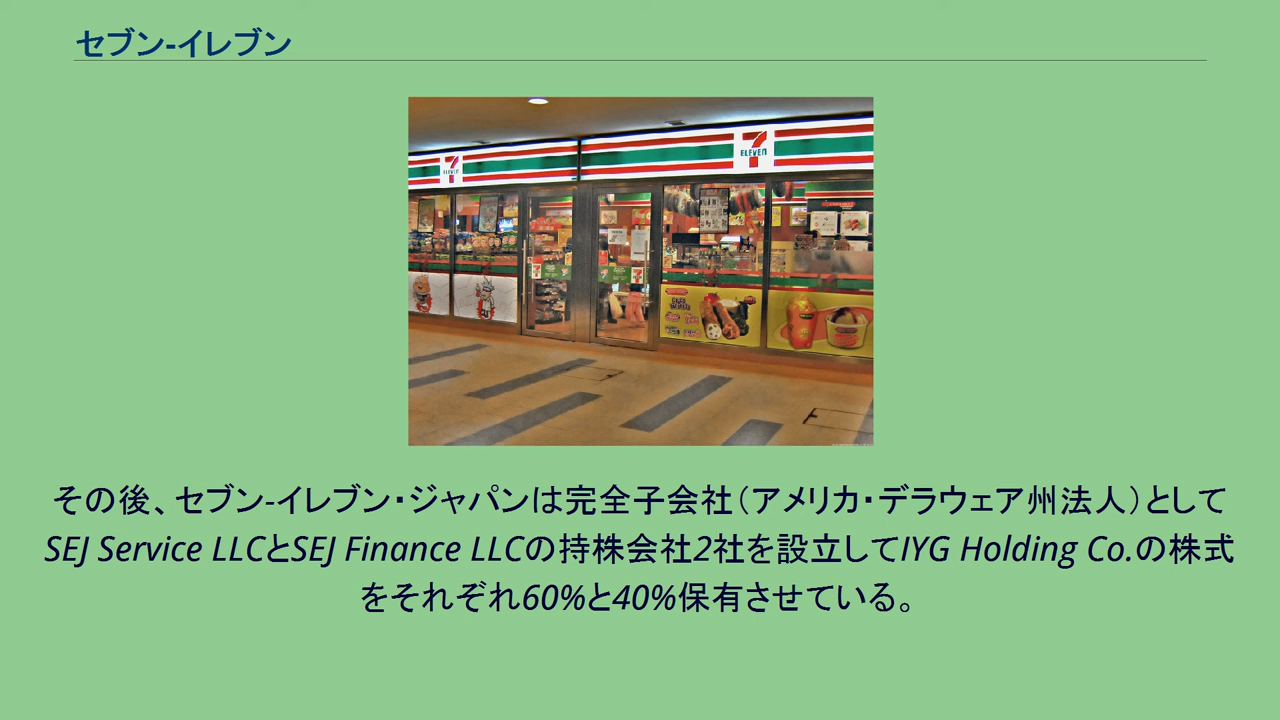 セブン-イレブン
7
ELEVEN
7
ELEVEN
その後、セブン-イレブン・ジャパンは完全子会社（アメリカ・デラウェア州法人）として
SEJ Service LLCとSEJ Finance LLCの持株会社2社を設立してIYG Holding Co.の株式
をそれぞれ60%と40%保有させている。